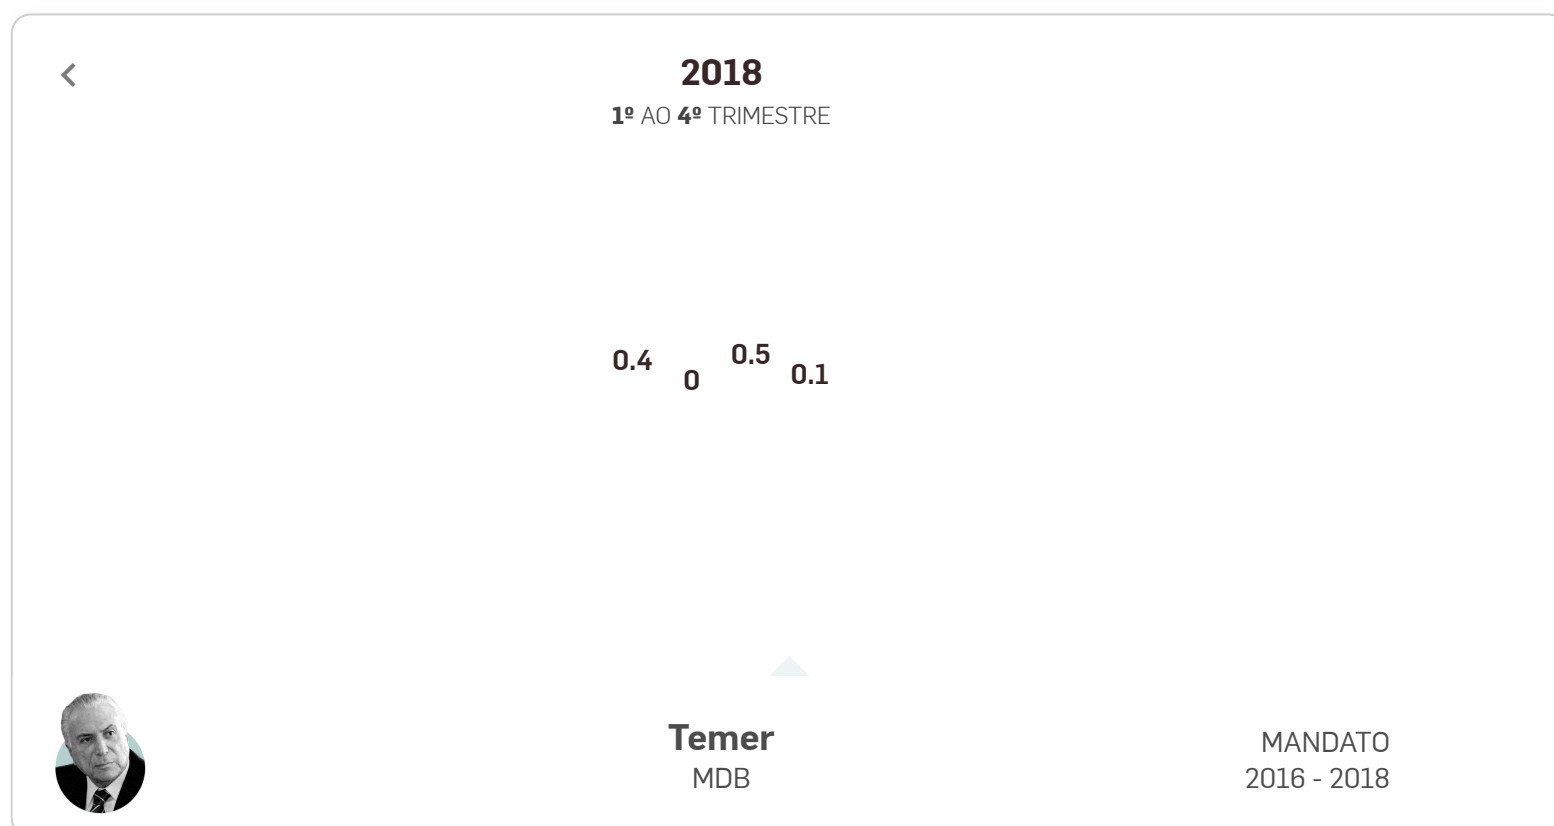 2018
1º AO 4º TRIMESTRE
0.4 0 0.5 0.1
Temer
MDB
MANDATO
2016 - 2018